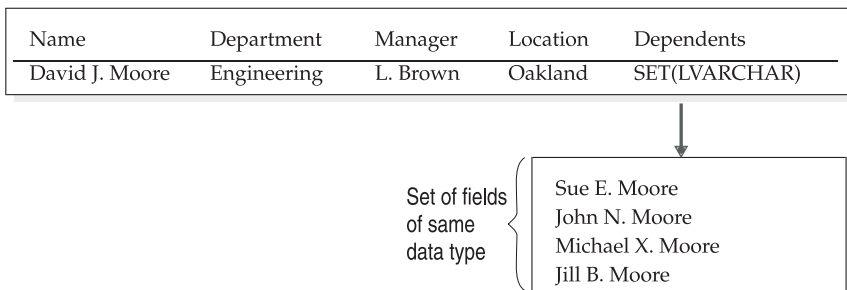 Name Department Manager Location Dependents
David J. Moore Engineering L. Brown Oakland SET(LVARCHAR)
Set of fields
of same
data type
Sue E. Moore
John N. Moore
Michael X. Moore
Jill B. Moore